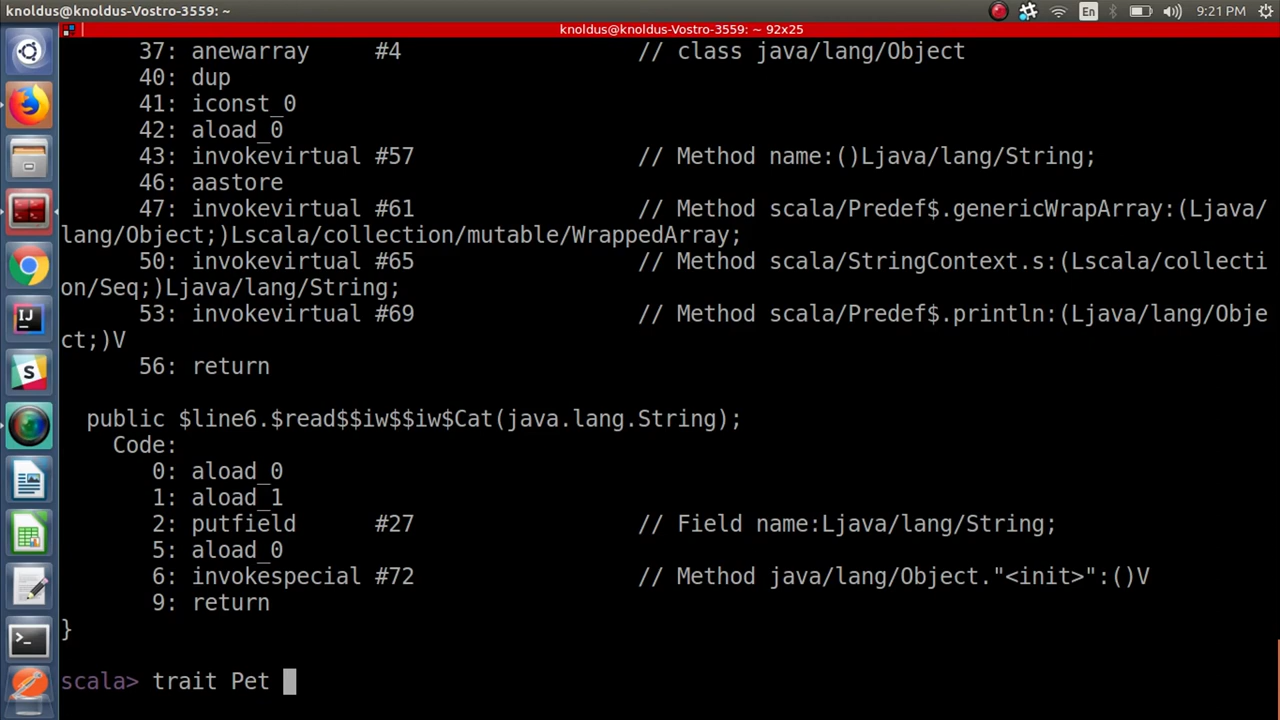 knoldus@knoldus-Vostro-3559: ~
En
9:21 PM
knoldus@knoldus-Vostro-3559: ~ 92x25
37: anewarray     #4                  // class java/lang/Object
40: dup
41: iconst_0
42: aload_0
43: invokevirtual #57                 // Method name:()Ljava/lang/String;
46: aastore
47: invokevirtual #61                 // Method scala/Predef$.genericWrapArray:(Ljava/
lang/Object;)Lscala/collection/mutable/WrappedArray;
50: invokevirtual #65                 // Method scala/StringContext.s:(Lscala/collecti
on/Seq;)Ljava/lang/String;
53: invokevirtual #69                 // Method scala/Predef$.println:(Ljava/lang/Obje
ct;)V
56: return
public $line6.$read$$iw$$iw$Cat(java.lang.String);
Code:
0: aload_0
1: aload_1
2: putfield      #27                 // Field name:Ljava/lang/String;
5: aload_0
6: invokespecial #72                 // Method java/lang/Object."<init>":()V
9: return
}
scala> trait Pet
IJ
S
>_